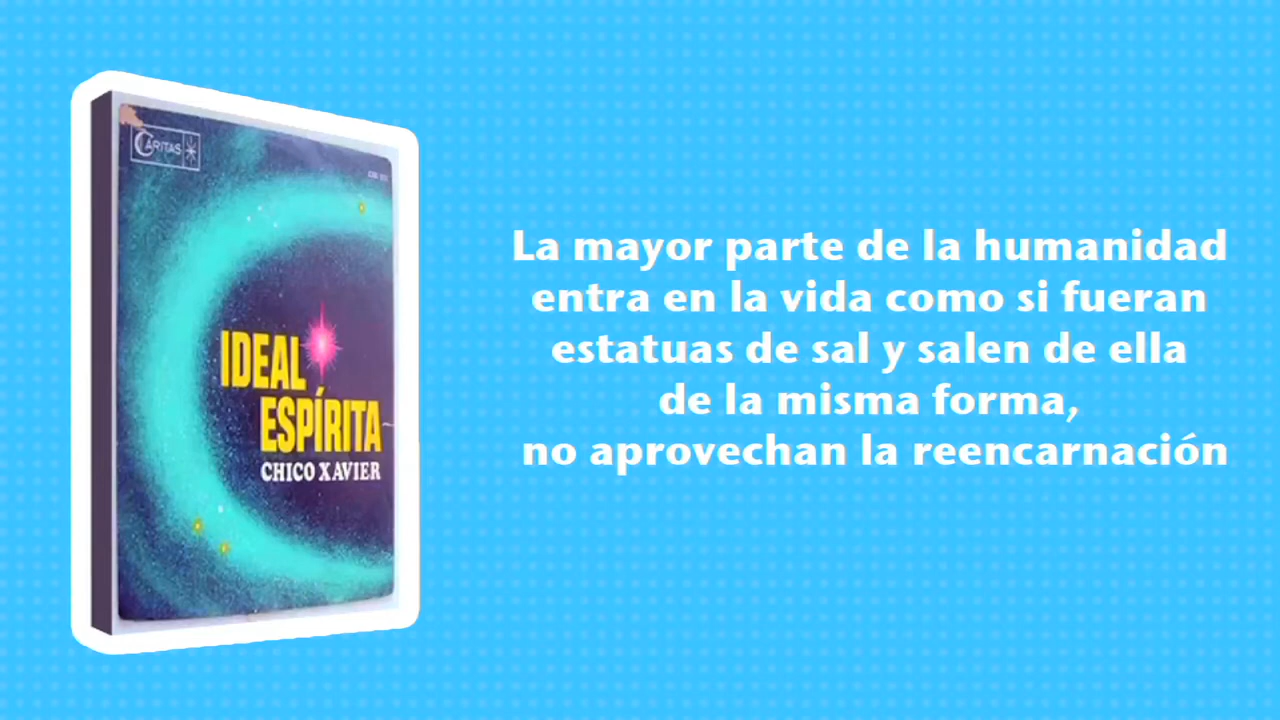 CARITAS
IDEAL
ESPÍRITA
CHICO XAVIER
La mayor parte de la humanidad
entra en la vida como si fueran
estatuas de sal y salen de ella
de la misma forma,
no aprovechan la reencarnación